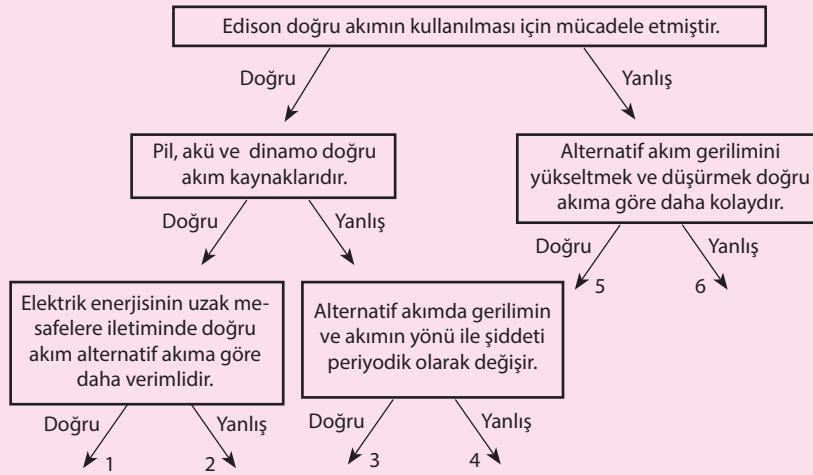 Edison doğru akımın kullanılması için mücadele etmiştir.
Doğru
Yanlış
Pil, akü ve dinamo doğru
akım kaynaklarıdır.
Alternatif akım gerilimini
yükseltmek ve düşürmek doğru
akıma göre daha kolaydır.
Doğru
Yanlış
Doğru
Yanlış
5
6
Elektrik enerjisinin uzak me-
safelere iletiminde doğru
akım alternatif akıma göre
daha verimlidir.
Alternatif akımda gerilimin
ve akımın yönü ile şiddeti
periyodik olarak değişir.
Doğru
Yanlış
Doğru
Yanlış
1
2
3
4